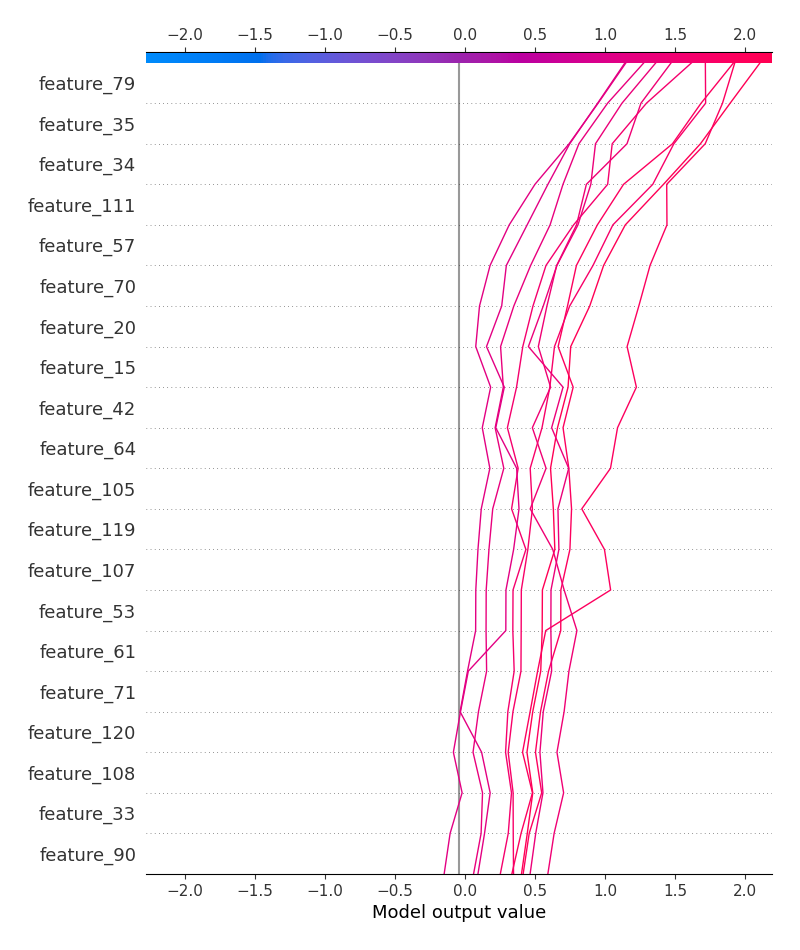 −2.0 −1.5 −1.0 −0.5 0.0 0.5 1.0 1.5 2.0
feature_79
feature_35
feature_34
feature_111
feature_57
feature_70
feature_20
feature_15
feature_42
feature_64
feature_105
feature_119
feature_107
feature_53
feature_61
feature_71
feature_120
feature_108
feature_33
feature_90
−2.0 −1.5 −1.0 −0.5 0.0 0.5 1.0 1.5 2.0
Model output value